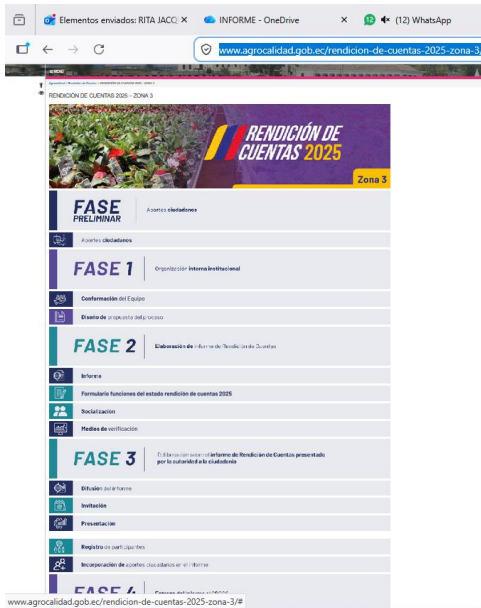 Elementos enviados: RITA JACQ
INFORME - OneDrive
(12) WhatsApp
www.agrocalidad.gob.ec/rendicion-de-cuentas-2025-zona-3
RENDICIÓN DE CUENTAS 2025 – ZONA 3
RENDICIÓN DE
CUENTAS 2025
Zona 3
FASE
PRELIMINAR
Aportes ciudadanos
Aportes ciudadanos
FASE 1
Organización interna institucional
Conformación del Equipo
Diseño de propuesta del proceso
FASE 2
Elaboración de informe de Rendición de Cuentas
Informe
Formulario funciones del estado rendición de cuentas 2025
Socialización
Medios de verificación
FASE 3
informe de Rendición de Cuentas presentado
por la autoridad a la ciudadanía
Difusión del informe
Invitación
Presentación
Registro de participantes
Incorporación de aportes ciudadanos en el informe
FASE 4
www.agrocalidad.gob.ec/rendicion-de-cuentas-2025-zona-3/#